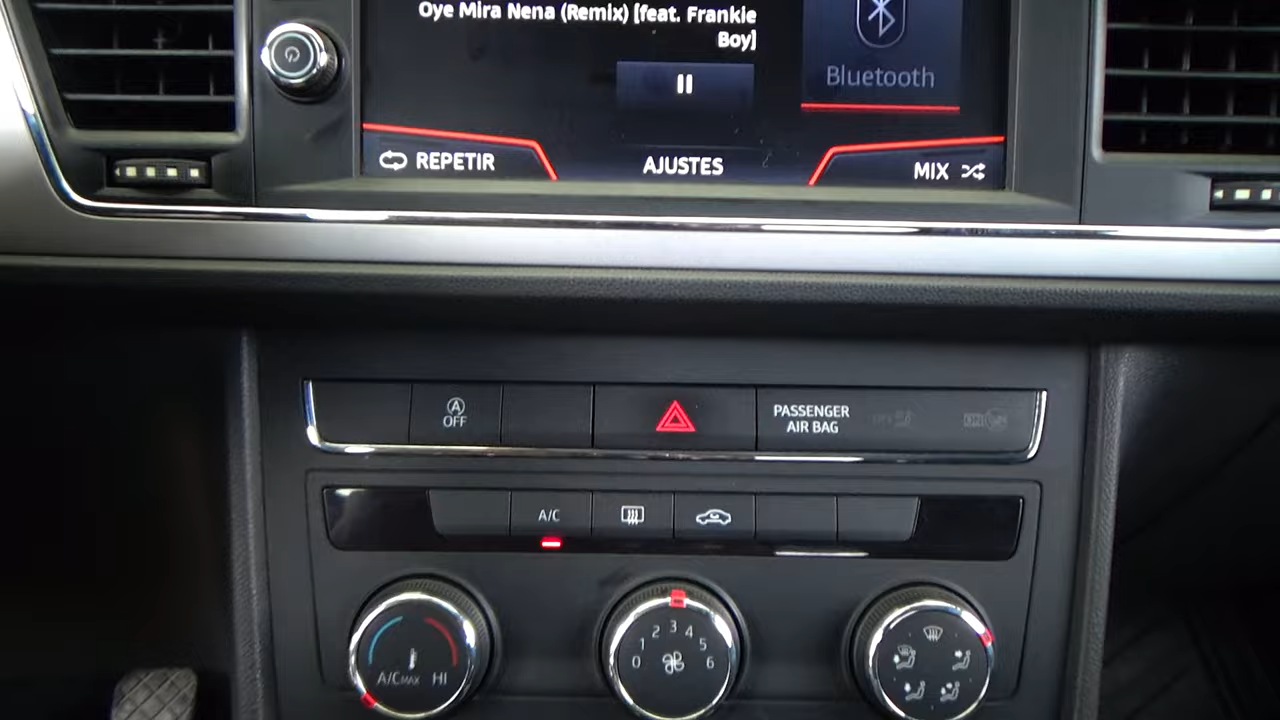 Oye Mira Nena (Remix) [feat. Frankie
Boy]
Bluetooth
REPETIR
AJUSTES
MIX
A
OFF
PASSENGER
AIR BAG
A/C
0 1 2 3 4 5 6
A/CMAX HI